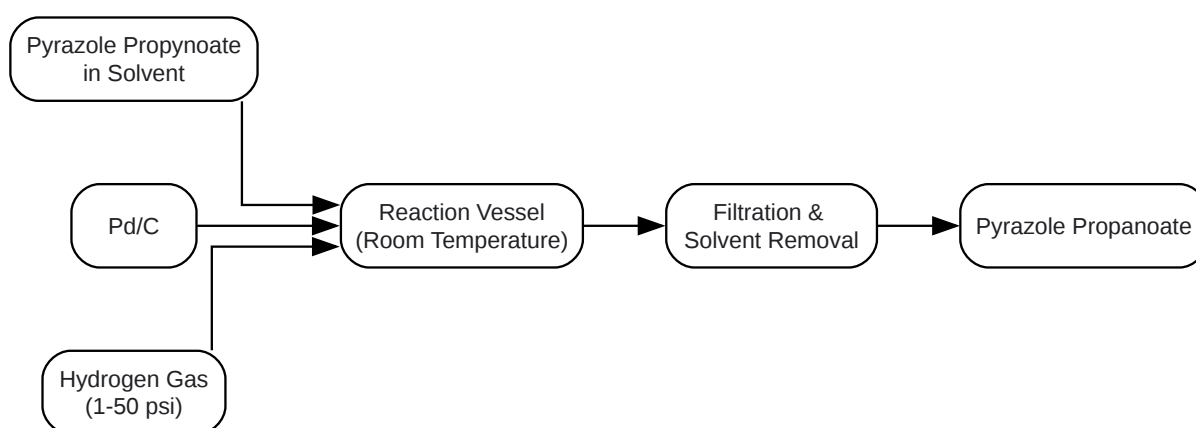 Pyrazole Propynoate
in Solvent
Pd/C
Hydrogen Gas
(1-50 psi)
Reaction Vessel
(Room Temperature)
Filtration &
Solvent Removal
Pyrazole Propanoate